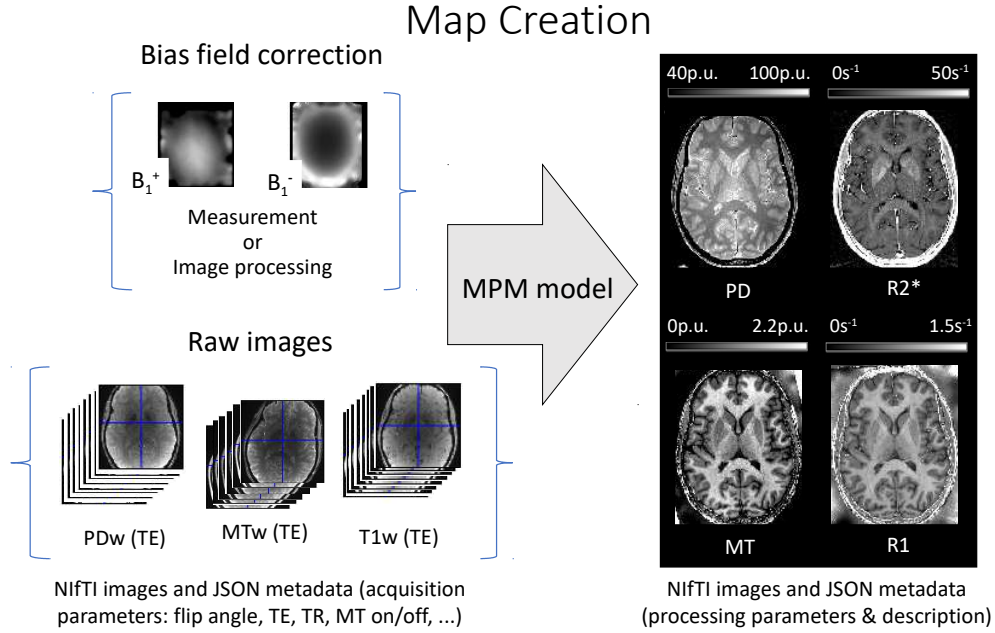 Map Creation
Bias field correction
B₁⁺
B₁⁻
Measurement
or
Image processing
Raw images
PDw (TE)
MTw (TE)
T1w (TE)
NIfTI images and JSON metadata (acquisition
parameters: flip angle, TE, TR, MT on/off, ...)
MPM model
40p.u. 100p.u.
0s⁻¹ 50s⁻¹
PD
R2*
0p.u. 2.2p.u.
0s⁻¹ 1.5s⁻¹
MT
R1
NIfTI images and JSON metadata
(processing parameters & description)